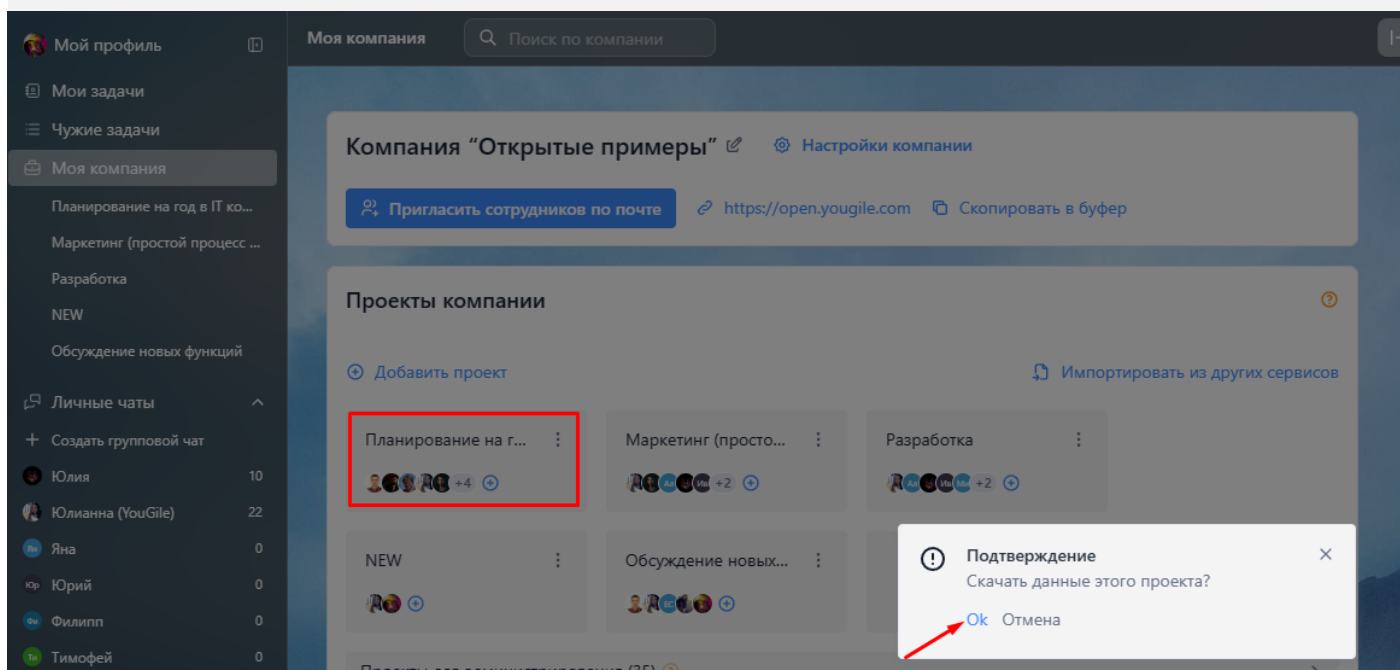 Мой профиль
Моя компания
Поиск по компании
Мои задачи
Чужие задачи
Моя компания
Планирование на год в IT ко...
Маркетинг (простой процесс ...
Разработка
NEW
Обсуждение новых функций
Личные чаты
Создать групповой чат
Юлия 10
Юлианна (YouGile) 22
Яна 0
Юр Юрий 0
Филипп 0
Ти Тимофей 0
Компания “Открытые примеры”
Настройки компании
Пригласить сотрудников по почте
https://open.yougile.com
Скопировать в буфер
Проекты компании
Добавить проект
Импортировать из других сервисов
Планирование на г...
+4
Маркетинг (просто...
+2
Разработка
+2
NEW
Обсуждение новых...
ЕС
Подтверждение
Скачать данные этого проекта?
Ok Отмена